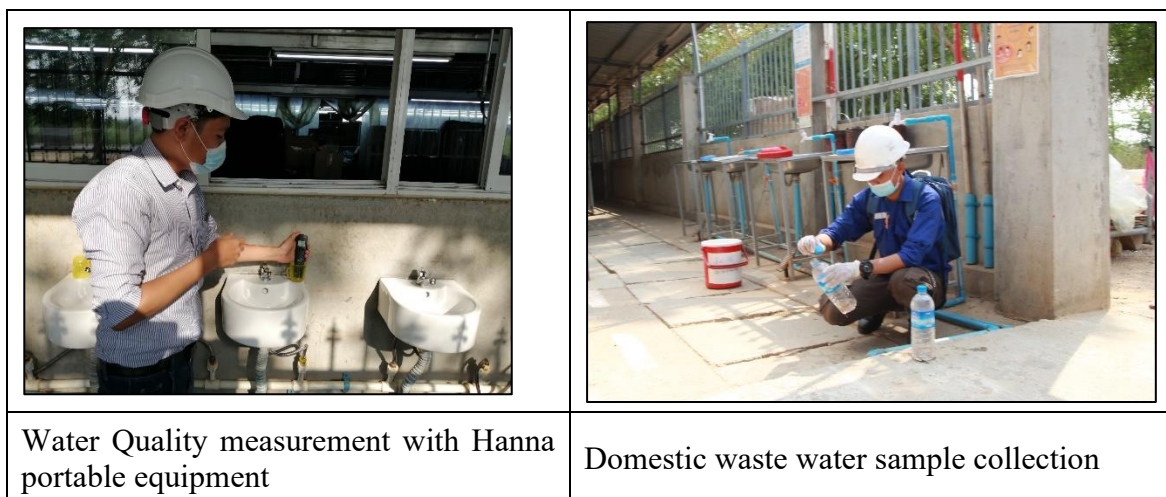 Water Quality measurement with Hanna
portable equipment
Domestic waste water sample collection